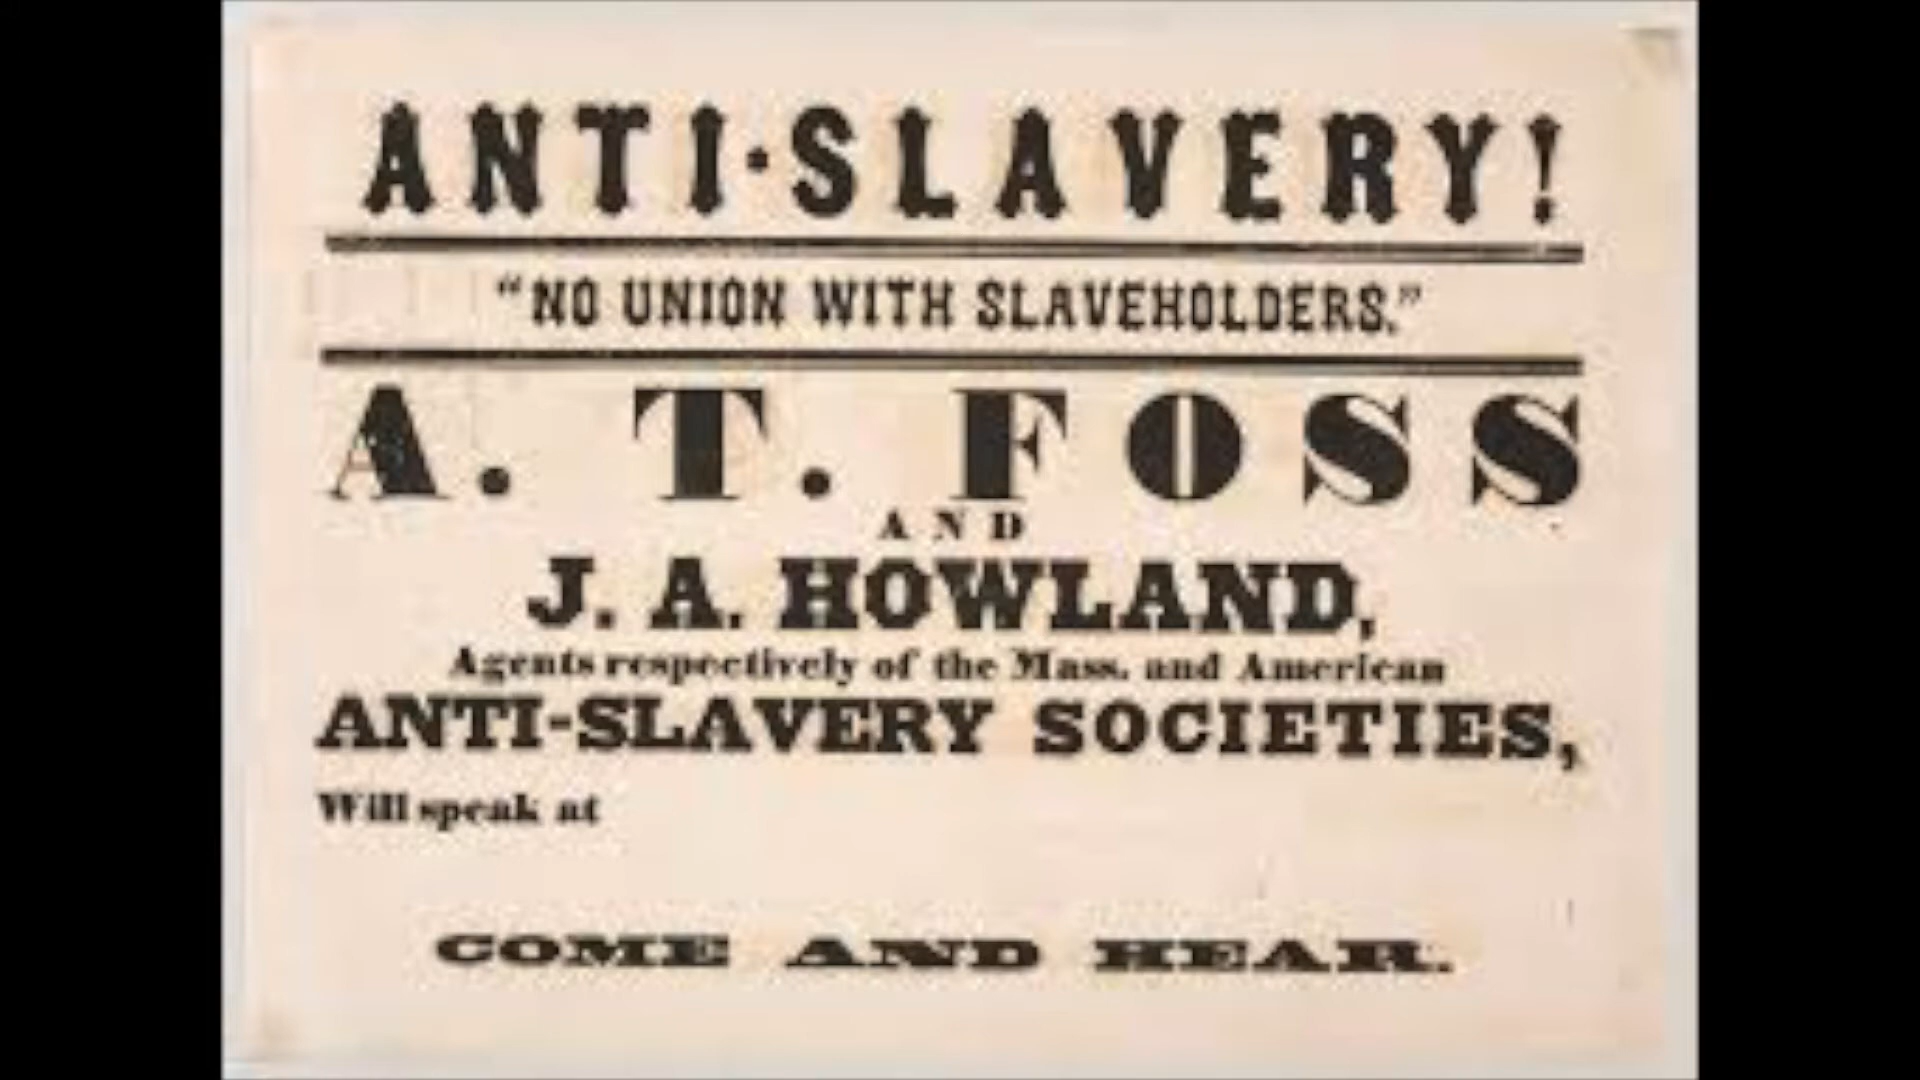 ANTI-SLAVERY!
"NO UNION WITH SLAVEHOLDERS."
A. T. FOSS
AND
J. A. HOWLAND,
Agents respectively of the Mass. and American
ANTI-SLAVERY SOCIETIES,
Will speak at
COME AND HEAR.